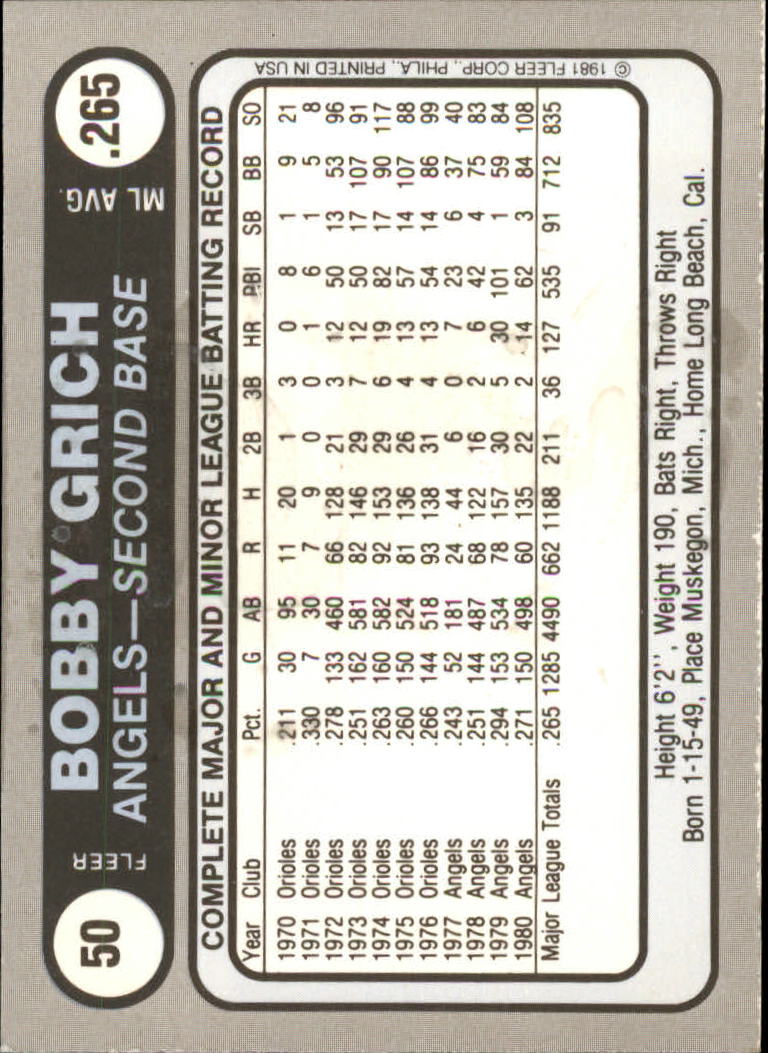 50
FLEER
BOBBY GRICH
ANGELS—SECOND BASE
ML AVG.
.265
COMPLETE MAJOR AND MINOR LEAGUE BATTING RECORD
Year Club Pct. G AB R H 2B 3B HR RBI SB BB SO
1970 Orioles .211 30 95 11 20 1 3 0 8 1 9 21
1971 Orioles .330 7 30 7 9 0 0 1 6 1 5 8
1972 Orioles .278 133 460 66 128 21 3 12 50 13 53 96
1973 Orioles .251 162 581 82 146 29 7 12 50 17 107 91
1974 Orioles .263 160 582 92 153 29 6 19 82 17 90 117
1975 Orioles .260 150 524 81 136 26 4 13 57 14 107 88
1976 Orioles .266 144 518 93 138 31 4 13 54 14 86 99
1977 Angels .243 52 181 24 44 6 0 7 23 6 37 40
1978 Angels .251 144 487 68 122 16 2 6 42 4 75 83
1979 Angels .294 153 534 78 157 30 5 30 101 1 59 84
1980 Angels .271 150 498 60 135 22 2 14 62 3 84 108
Major League Totals .265 1285 4490 662 1188 211 36 127 535 91 712 835
Height 6'2", Weight 190, Bats Right, Throws Right
Born 1-15-49, Place Muskegon, Mich., Home Long Beach, Cal.
© 1981 FLEER CORP., PHILA., PRINTED IN USA